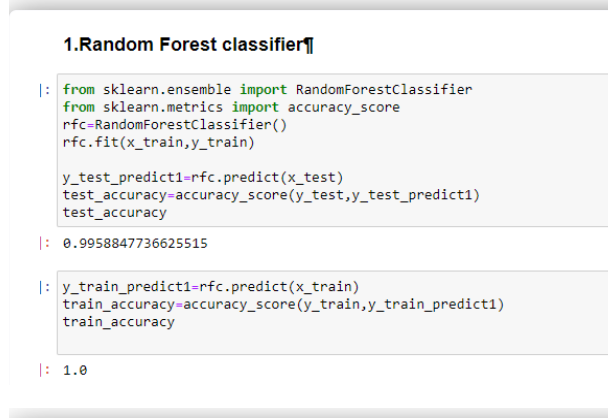 1.Random Forest classifier¶
|: from sklearn.ensemble import RandomForestClassifier
from sklearn.metrics import accuracy_score
rfc=RandomForestClassifier()
rfc.fit(x_train,y_train)
y_test_predict1=rfc.predict(x_test)
test_accuracy=accuracy_score(y_test,y_test_predict1)
test_accuracy
|: 0.9958847736625515
|: y_train_predict1=rfc.predict(x_train)
train_accuracy=accuracy_score(y_train,y_train_predict1)
train_accuracy
|: 1.0